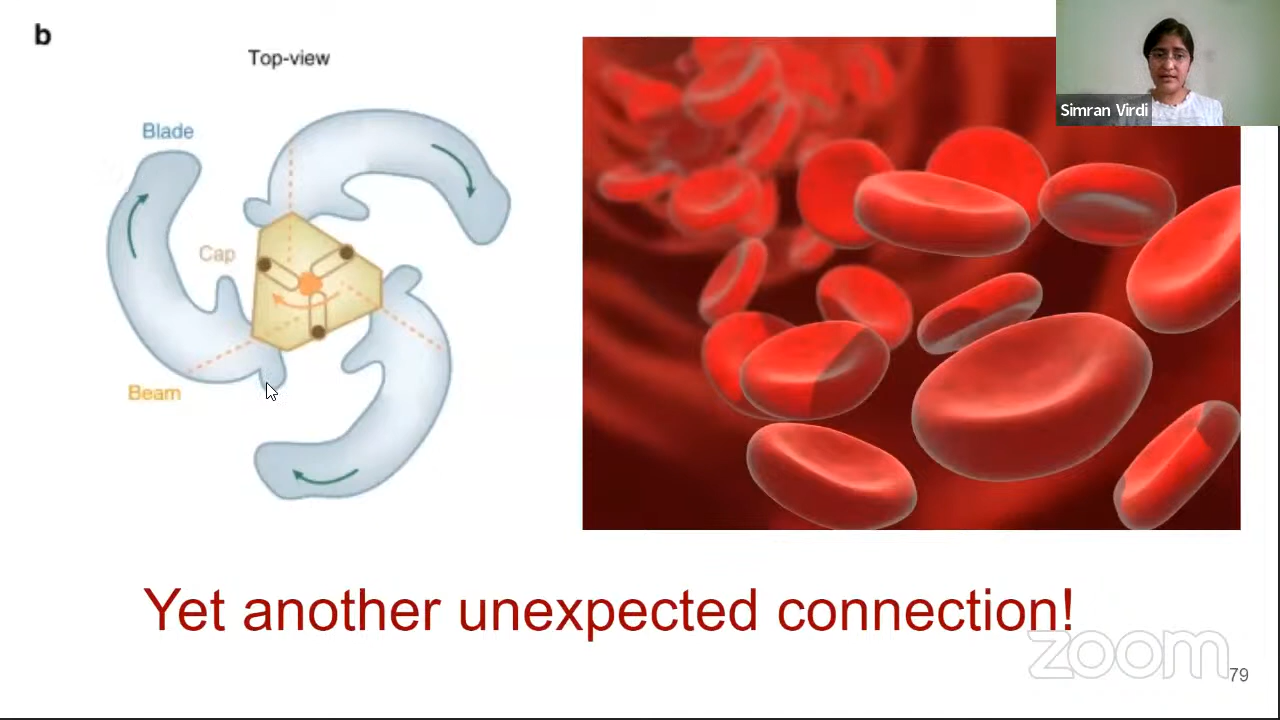 b
Top-view
Blade
Cap
Beam
Simran Virdi
Yet another unexpected connection!
zoom
79